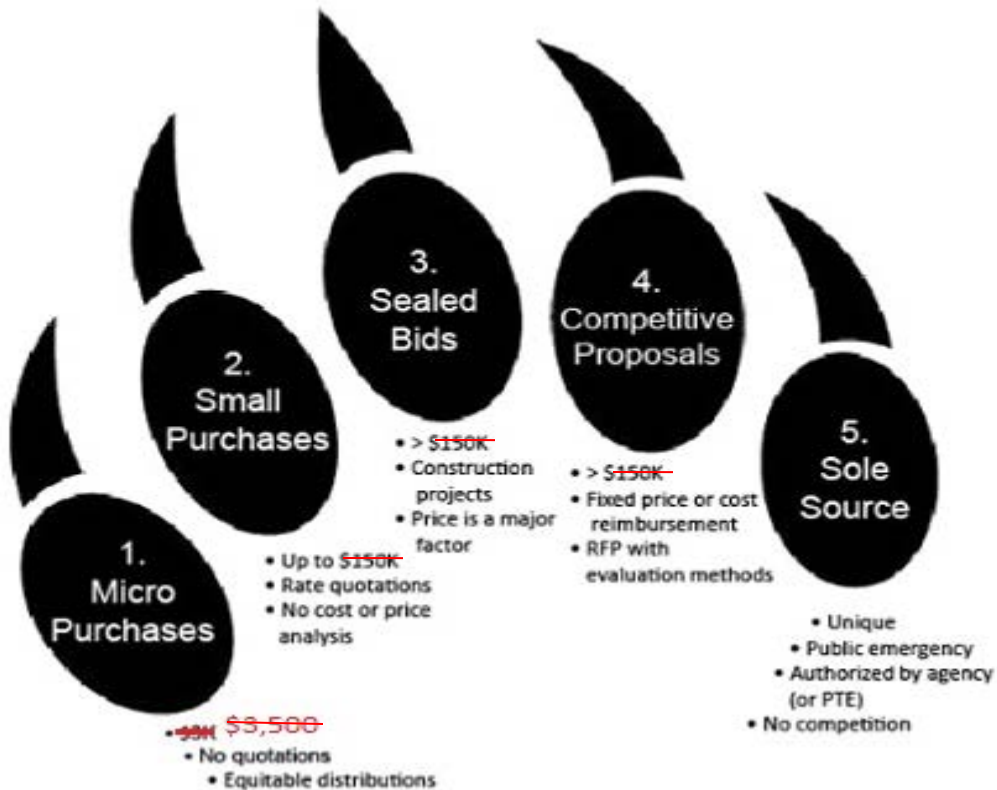 1.
Micro
Purchases
• $3K $3,500
• No quotations
• Equitable distributions
2.
Small
Purchases
• Up to $150K
• Rate quotations
• No cost or price
analysis
3.
Sealed
Bids
• > $150K
• Construction
projects
• Price is a major
factor
4.
Competitive
Proposals
• > $150K
• Fixed price or cost
reimbursement
• RFP with
evaluation methods
5.
Sole
Source
• Unique
• Public emergency
• Authorized by agency
(or PTE)
• No competition